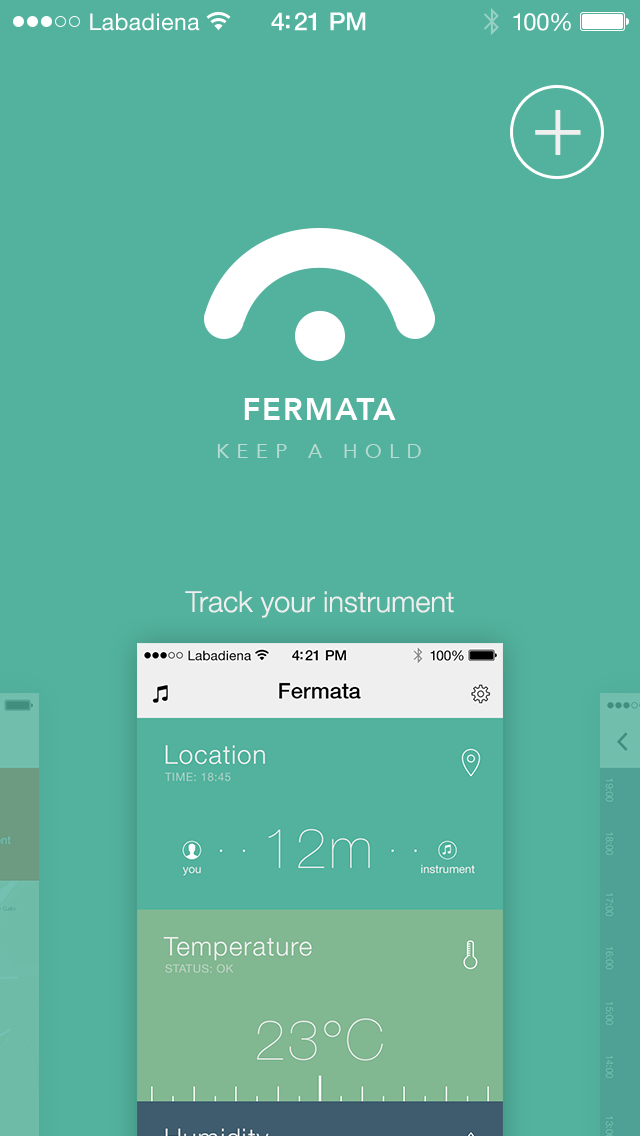 Labadiena 4:21 PM 100%
FERMATA
KEEP A HOLD
Track your instrument
Labadiena 4:21 PM 100%
Fermata
Location
TIME: 18:45
12m
you
instrument
Temperature
STATUS: OK
23°C
Humidity
19:00
18:00
17:00
16:00
15:00
14:00
13:00